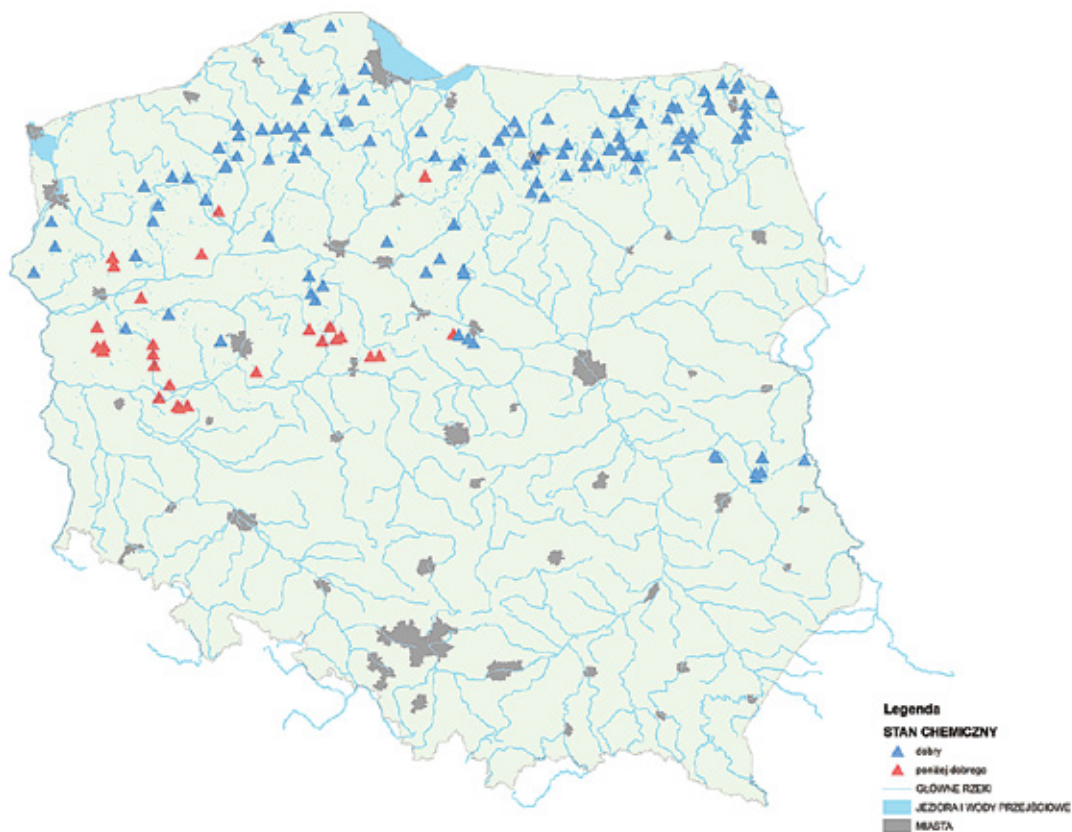 Legenda
STAN CHEMICZNY
dobry
poniżej dobrego
GŁÓWNE RZEKI
JEZIORA I WODY PRZEJŚCIOWE
MIASTA